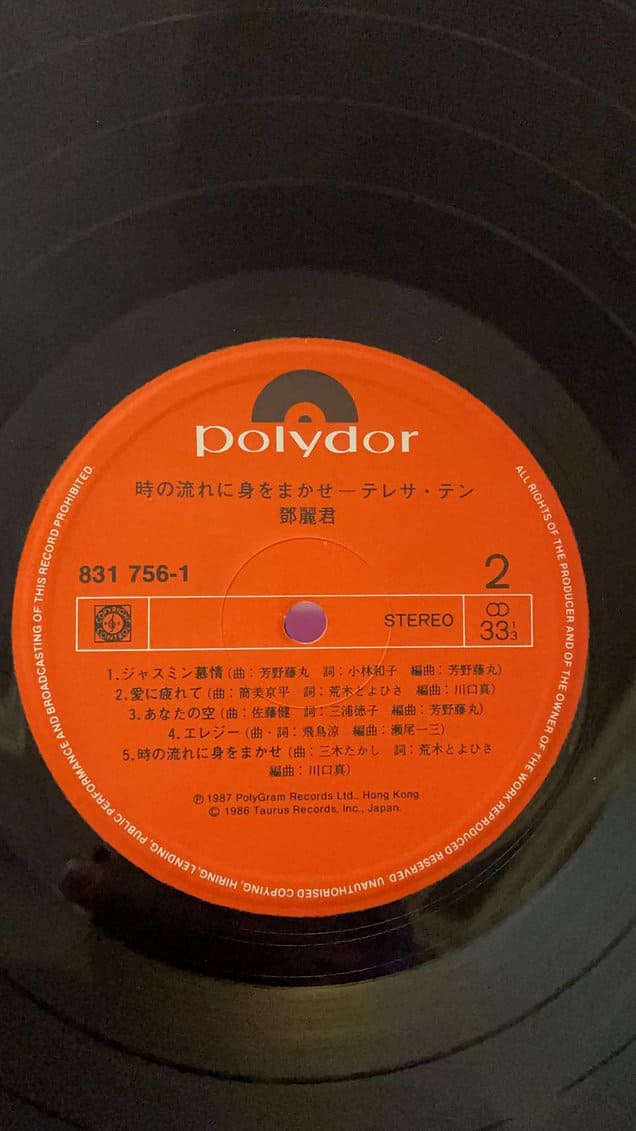 polydor
時の流れに身をまかせ—テレサ・テン
鄧麗君
831 756-1
2
COPYRIGHT CONTROL
STEREO
33 1/3
1.ジャスミン慕情(曲:芳野藤丸 詞:小林和子 編曲:芳野藤丸)
2.愛に疲れて(曲:筒美京平 詞:荒木とよひさ 編曲:川口真)
3.あなたの空(曲:佐藤健 詞:三浦徳子 編曲:芳野藤丸)
4.エレジー(曲・詞:飛鳥涼 編曲:瀬尾一三)
5.時の流れに身をまかせ(曲:三木たかし 詞:荒木とよひさ
編曲:川口真)
Ⓟ 1987 PolyGram Records Ltd., Hong Kong
© 1986 Taurus Records, Inc., Japan.
ALL RIGHTS OF THE PRODUCER AND OF THE OWNER OF THE WORK REPRODUCED RESERVED. UNAUTHORISED COPYING, HIRING, LENDING, PUBLIC PERFORMANCE AND BROADCASTING OF THIS RECORD PROHIBITED.